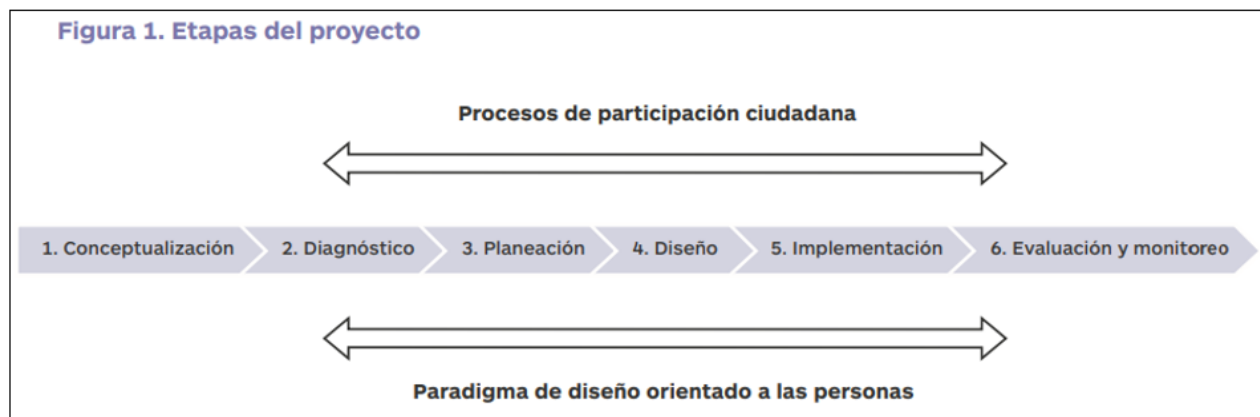 Figura 1. Etapas del proyecto
Procesos de participación ciudadana
1. Conceptualización
2. Diagnóstico
3. Planeación
4. Diseño
5. Implementación
6. Evaluación y monitoreo
Paradigma de diseño orientado a las personas